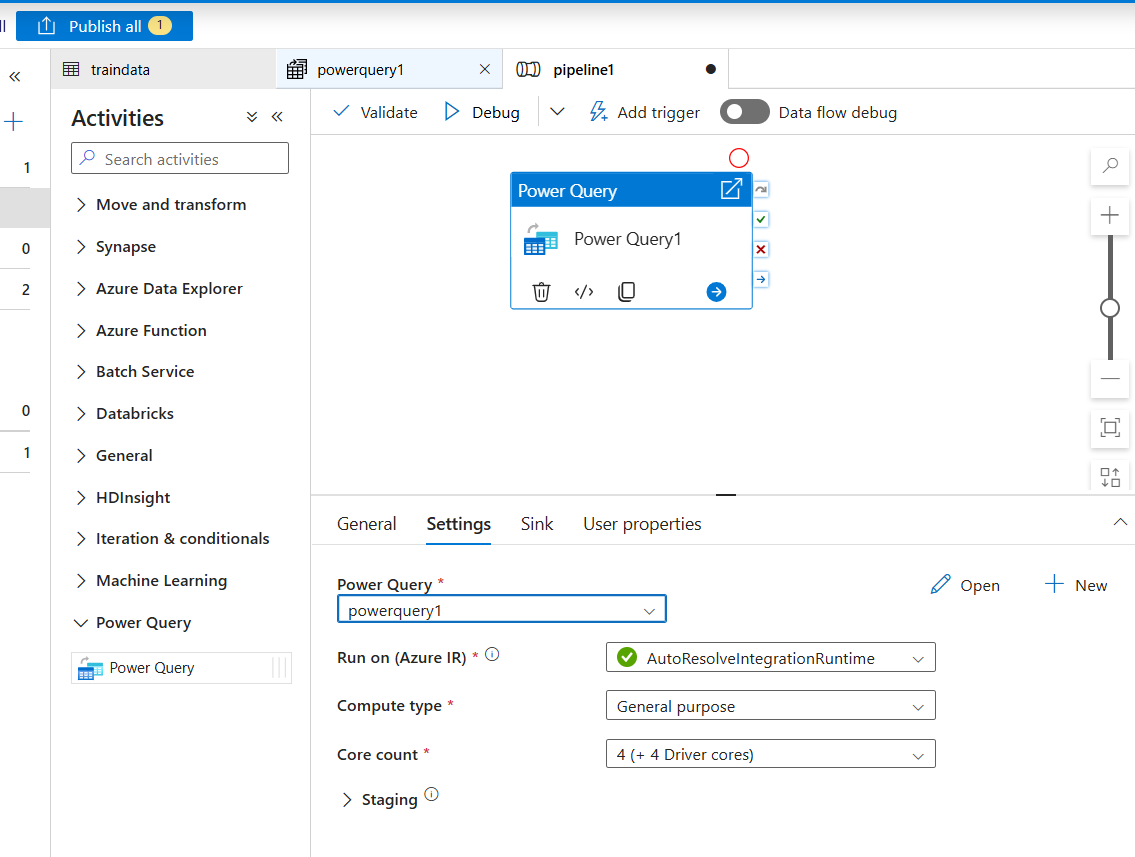 Publish all 1
traindata
powerquery1
pipeline1
Activities
Search activities
Move and transform
Synapse
Azure Data Explorer
Azure Function
Batch Service
Databricks
General
HDInsight
Iteration & conditionals
Machine Learning
Power Query
Power Query
1
0
2
0
1
Validate
Debug
Add trigger
Data flow debug
Power Query
Power Query1
General
Settings
Sink
User properties
Power Query *
powerquery1
Open
New
Run on (Azure IR) *
AutoResolveIntegrationRuntime
Compute type *
General purpose
Core count *
4 (+ 4 Driver cores)
Staging